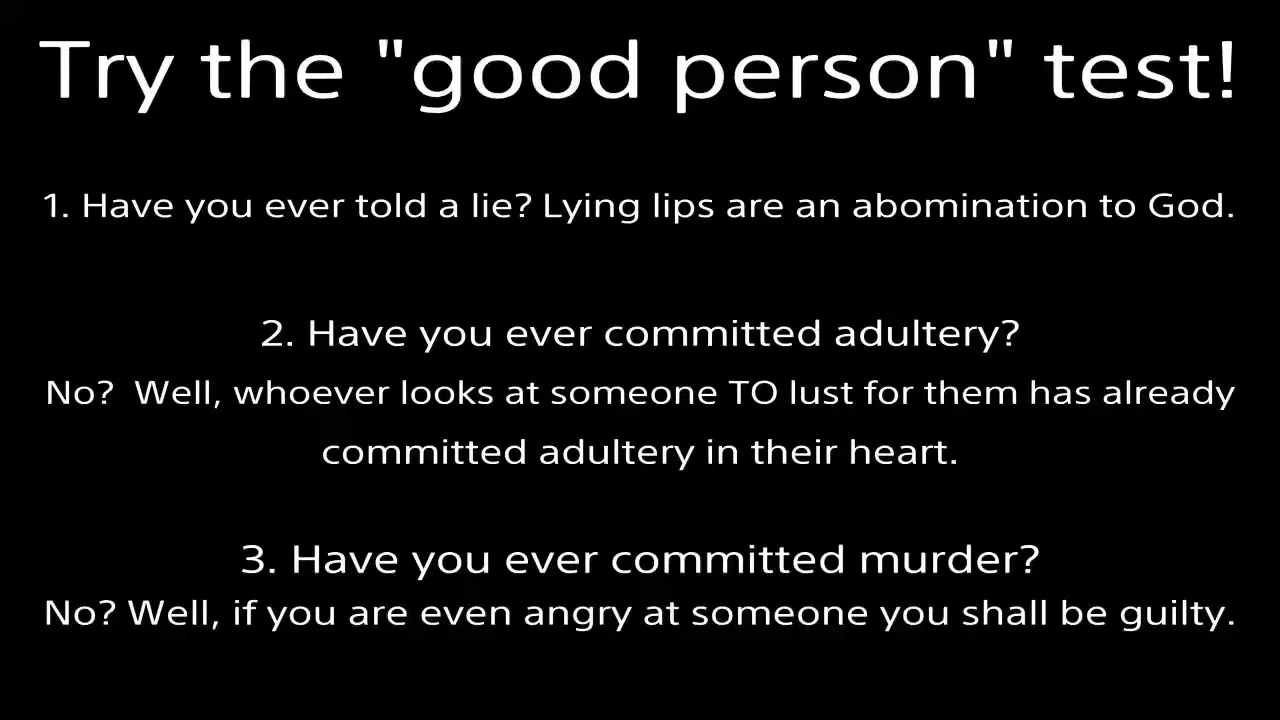 Try the "good person" test!
1. Have you ever told a lie? Lying lips are an abomination to God.
2. Have you ever committed adultery?
No?  Well, whoever looks at someone TO lust for them has already
committed adultery in their heart.
3. Have you ever committed murder?
No? Well, if you are even angry at someone you shall be guilty.